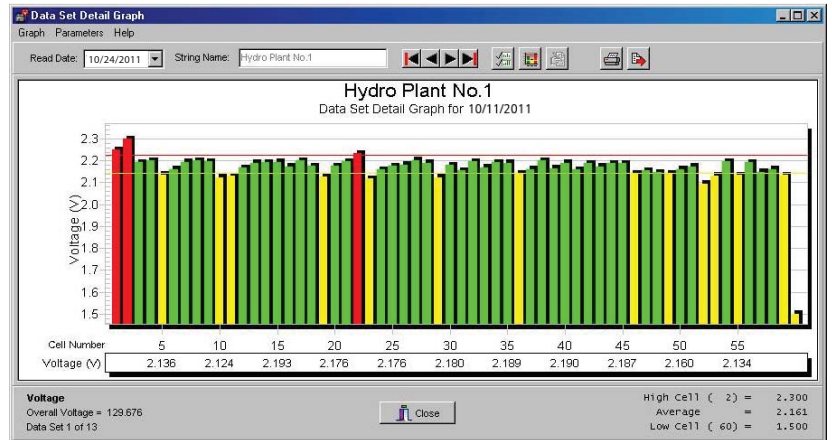 Data Set Detail Graph
Graph Parameters Help
Read Date: 10/24/2011 String Name: Hydro Plant No.1
Hydro Plant No.1
Data Set Detail Graph for 10/11/2011
2.3
2.2
2.1
2.0
1.9
1.8
1.7
1.6
1.5
Voltage (V)
Cell Number 5 10 15 20 25 30 35 40 45 50 55
Voltage (V) 2.136 2.124 2.193 2.176 2.176 2.180 2.189 2.190 2.187 2.160 2.134
Voltage
Overall Voltage = 129.676
Data Set 1 of 13
Close
High Cell ( 2) = 2.300
Average = 2.161
Low Cell ( 60) = 1.500